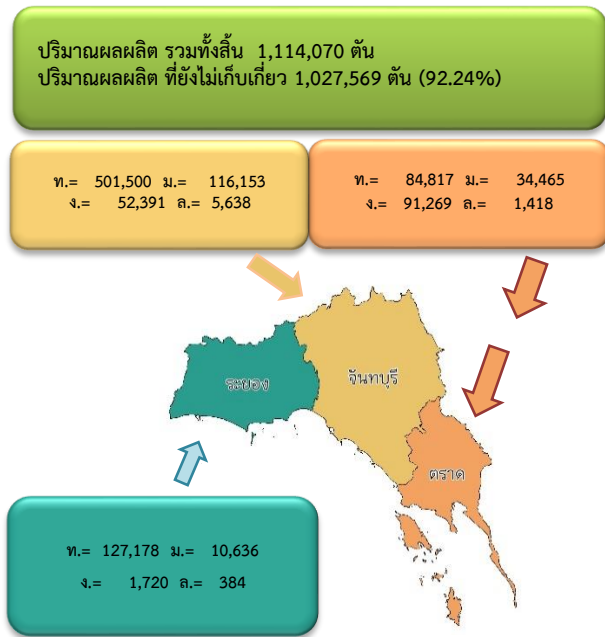 ปริมาณผลผลิต รวมทั้งสิ้น 1,114,070 ตัน
ปริมาณผลผลิต ที่ยังไม่เก็บเกี่ยว 1,027,569 ตัน (92.24%)
ท.= 501,500 ม.= 116,153
ง.= 52,391 ล.= 5,638
ท.= 84,817 ม.= 34,465
ง.= 91,269 ล.= 1,418
ระยอง
จันทบุรี
ตราด
ท.= 127,178 ม.= 10,636
ง.= 1,720 ล.= 384